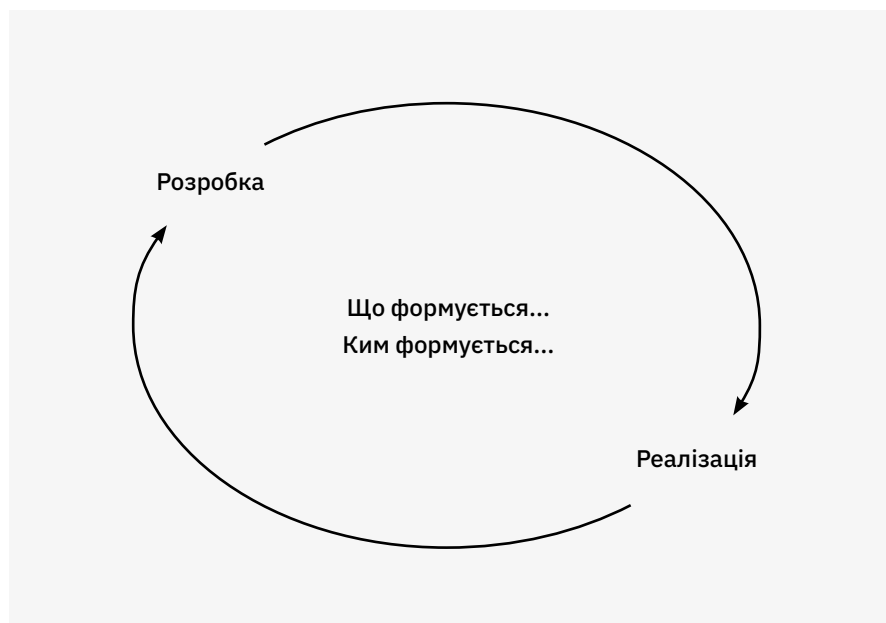 Розробка
Що формується...
Ким формується...
Реалізація